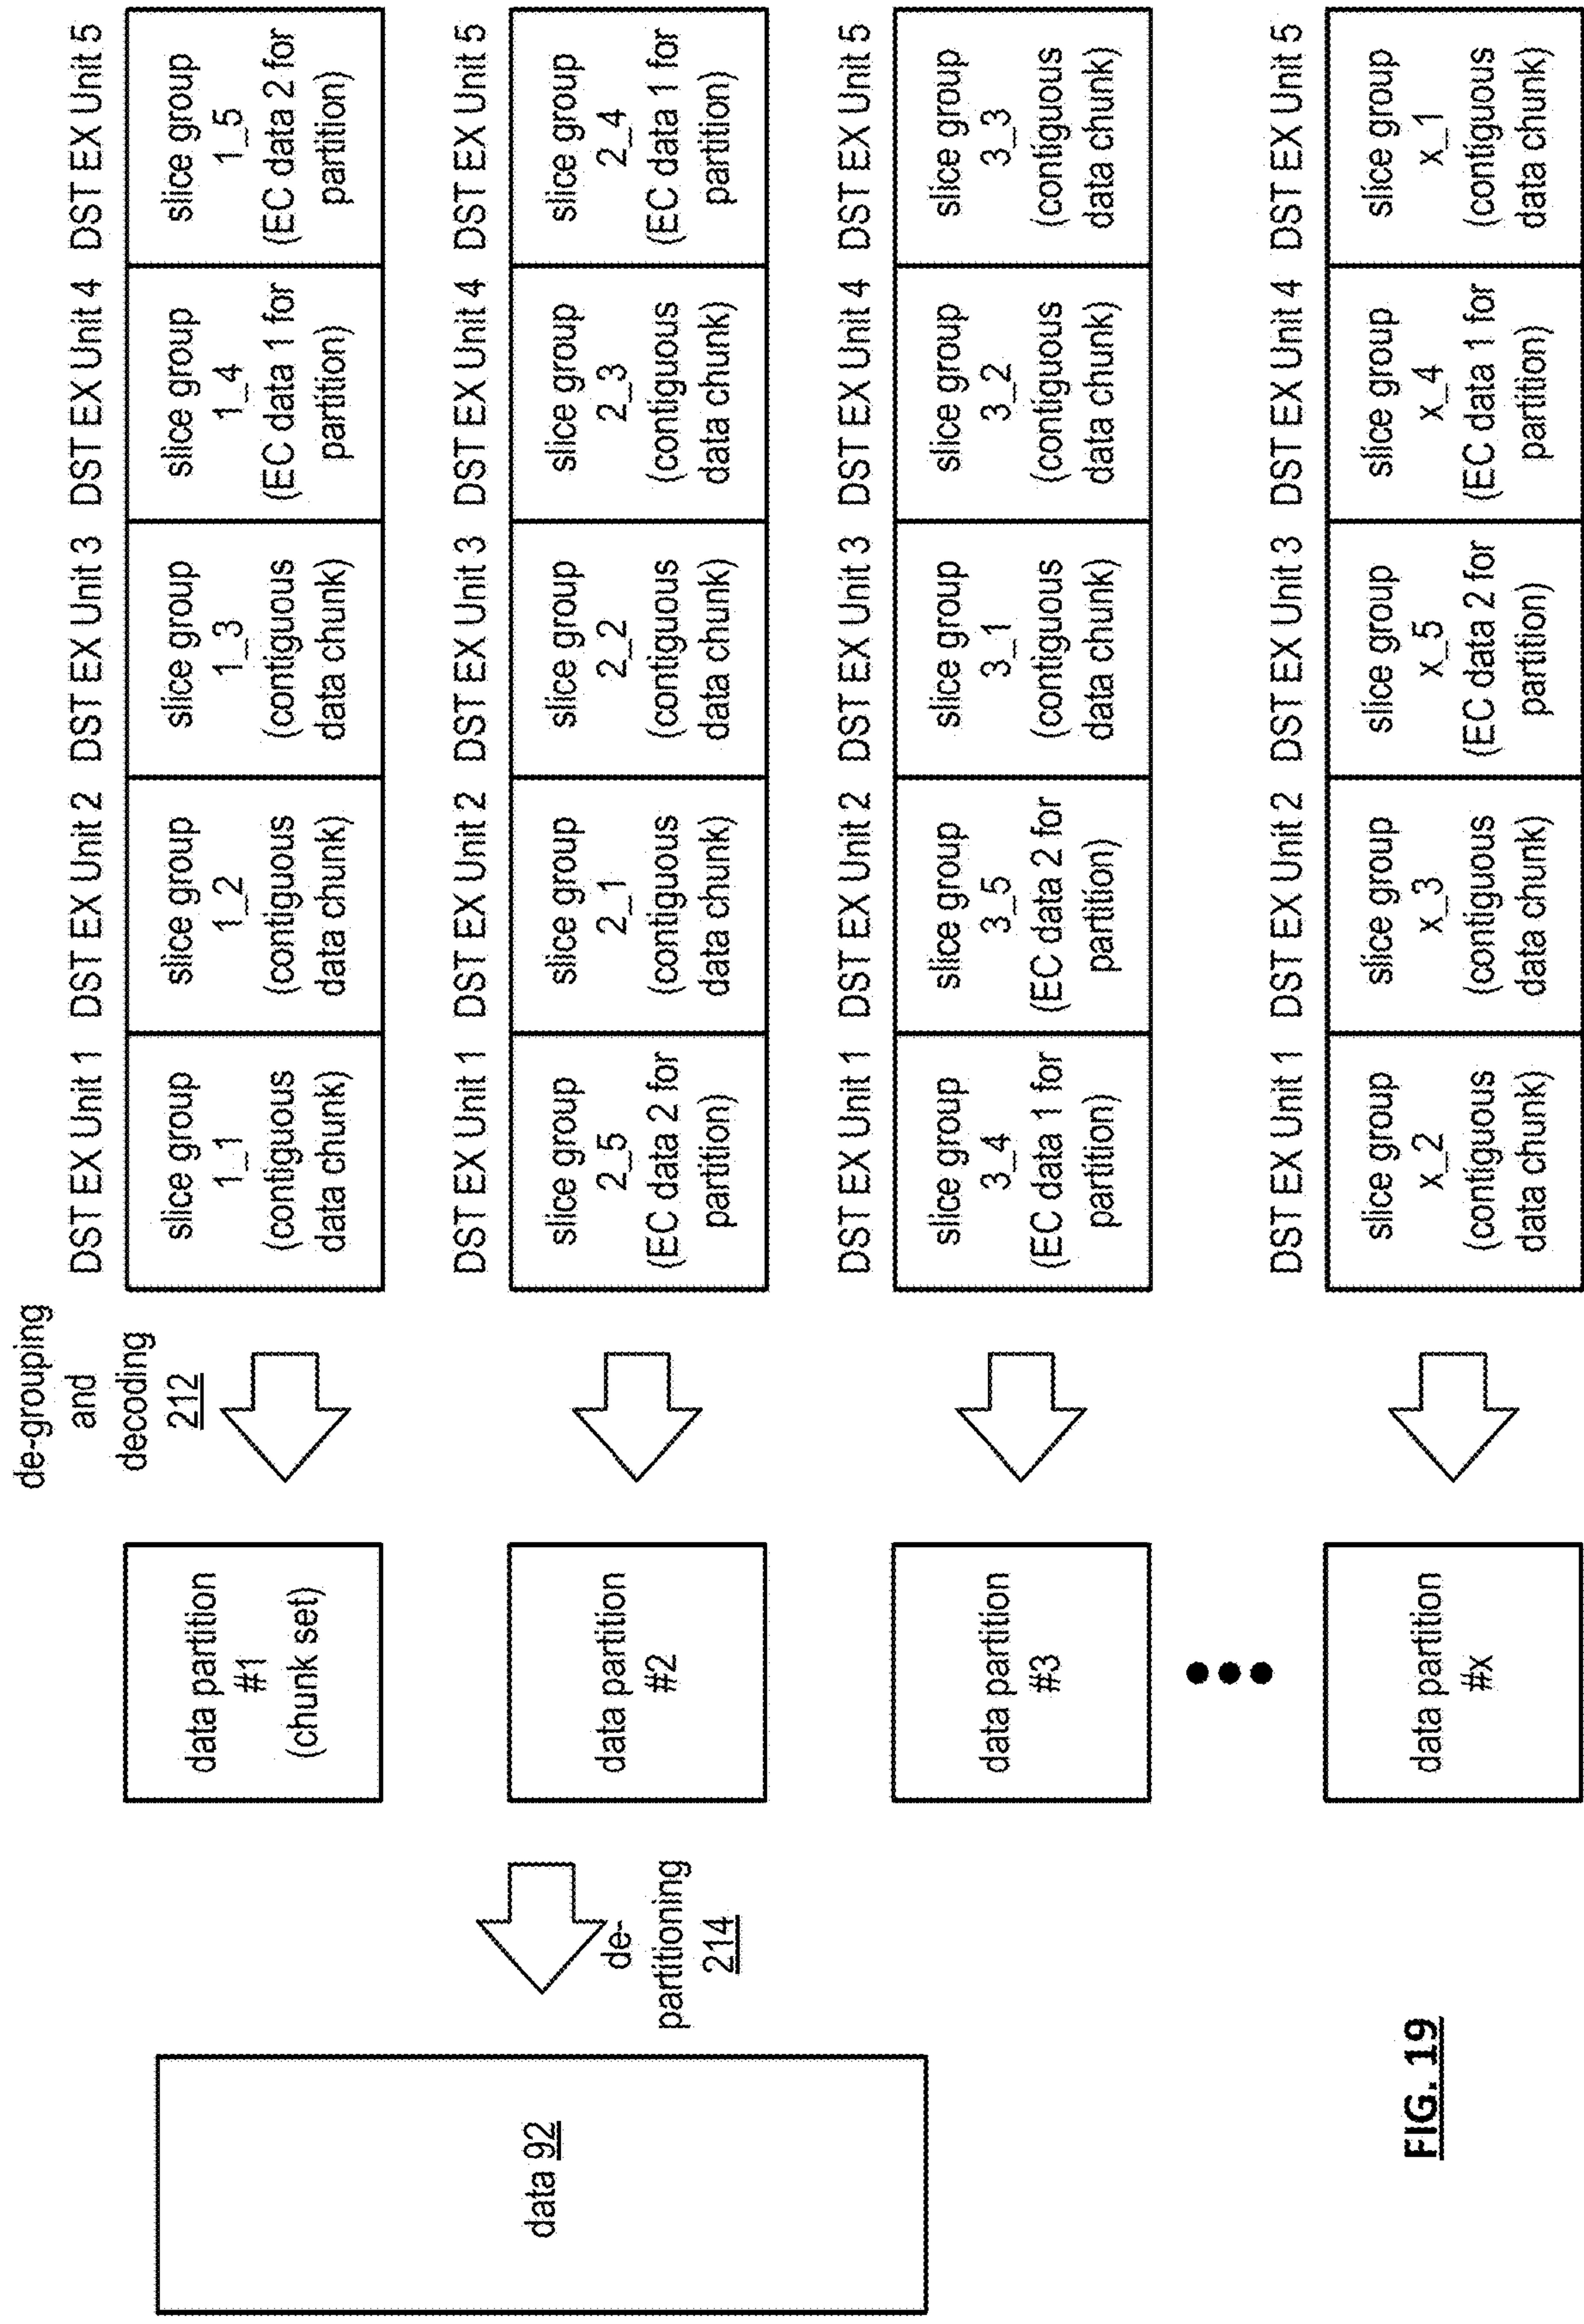 data 92
de-
partitioning
214
data partition
#1
(chunk set)
data partition
#2
data partition
#3
data partition
#x
de-grouping
and
decoding
212
DST EX Unit 1 DST EX Unit 2 DST EX Unit 3 DST EX Unit 4 DST EX Unit 5
slice group
1_1
(contiguous
data chunk)
slice group
1_2
(contiguous
data chunk)
slice group
1_3
(contiguous
data chunk)
slice group
1_4
(EC data 1 for
partition)
slice group
1_5
(EC data 2 for
partition)
DST EX Unit 1 DST EX Unit 2 DST EX Unit 3 DST EX Unit 4 DST EX Unit 5
slice group
2_5
(EC data 2 for
partition)
slice group
2_1
(contiguous
data chunk)
slice group
2_2
(contiguous
data chunk)
slice group
2_3
(contiguous
data chunk)
slice group
2_4
(EC data 1 for
partition)
DST EX Unit 1 DST EX Unit 2 DST EX Unit 3 DST EX Unit 4 DST EX Unit 5
slice group
3_4
(EC data 1 for
partition)
slice group
3_5
(EC data 2 for
partition)
slice group
3_1
(contiguous
data chunk)
slice group
3_2
(contiguous
data chunk)
slice group
3_3
(contiguous
data chunk)
DST EX Unit 1 DST EX Unit 2 DST EX Unit 3 DST EX Unit 4 DST EX Unit 5
slice group
x_2
(contiguous
data chunk)
slice group
x_3
(contiguous
data chunk)
slice group
x_5
(EC data 2 for
partition)
slice group
x_4
(EC data 1 for
partition)
slice group
x_1
(contiguous
data chunk)
FIG. 19